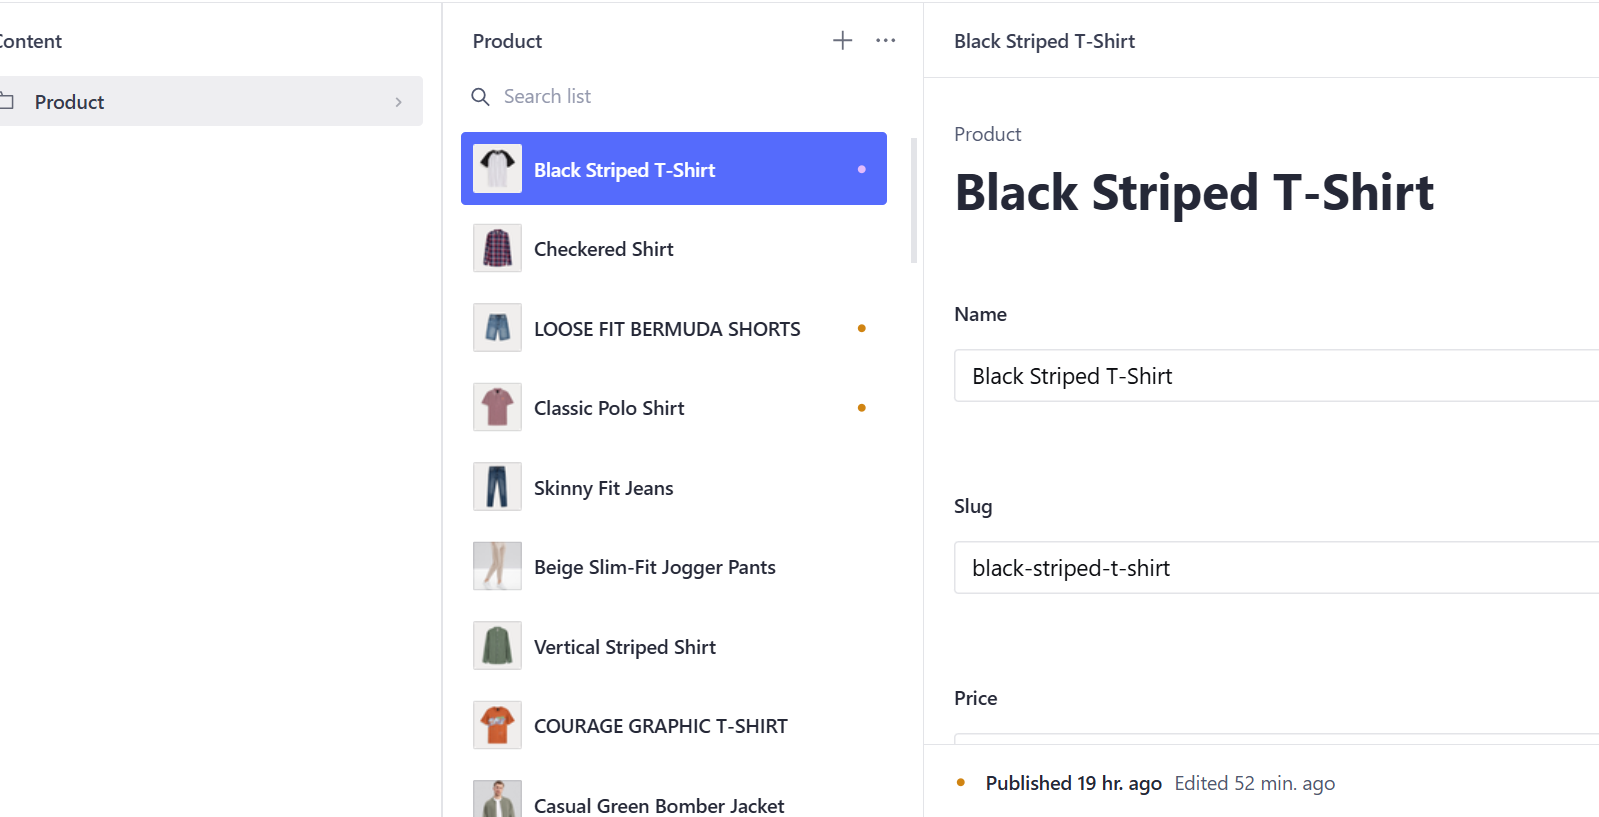 Content
Product
Product
Search list
Black Striped T-Shirt
Checkered Shirt
LOOSE FIT BERMUDA SHORTS
Classic Polo Shirt
Skinny Fit Jeans
Beige Slim-Fit Jogger Pants
Vertical Striped Shirt
COURAGE GRAPHIC T-SHIRT
Casual Green Bomber Jacket
Black Striped T-Shirt
Product
Black Striped T-Shirt
Name
Black Striped T-Shirt
Slug
black-striped-t-shirt
Price
Published 19 hr. ago Edited 52 min. ago